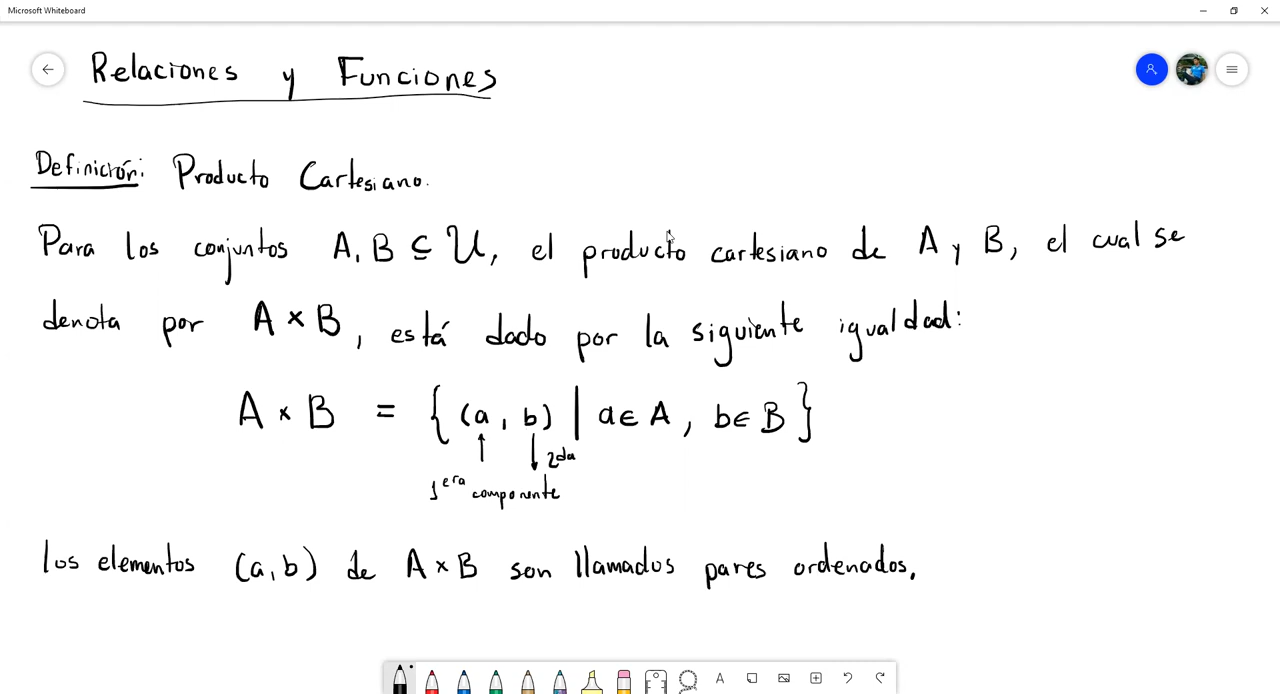 Microsoft Whiteboard
Relaciones y Funciones
Definición: Producto Cartesiano.
Para los conjuntos A, B ⊆ U, el producto cartesiano de A y B, el cual se
denota por A × B, está dado por la siguiente igualdad:
A × B = { (a, b) | a ∈ A, b ∈ B }
2da
1era componente
los elementos (a, b) de A × B son llamados pares ordenados.
A